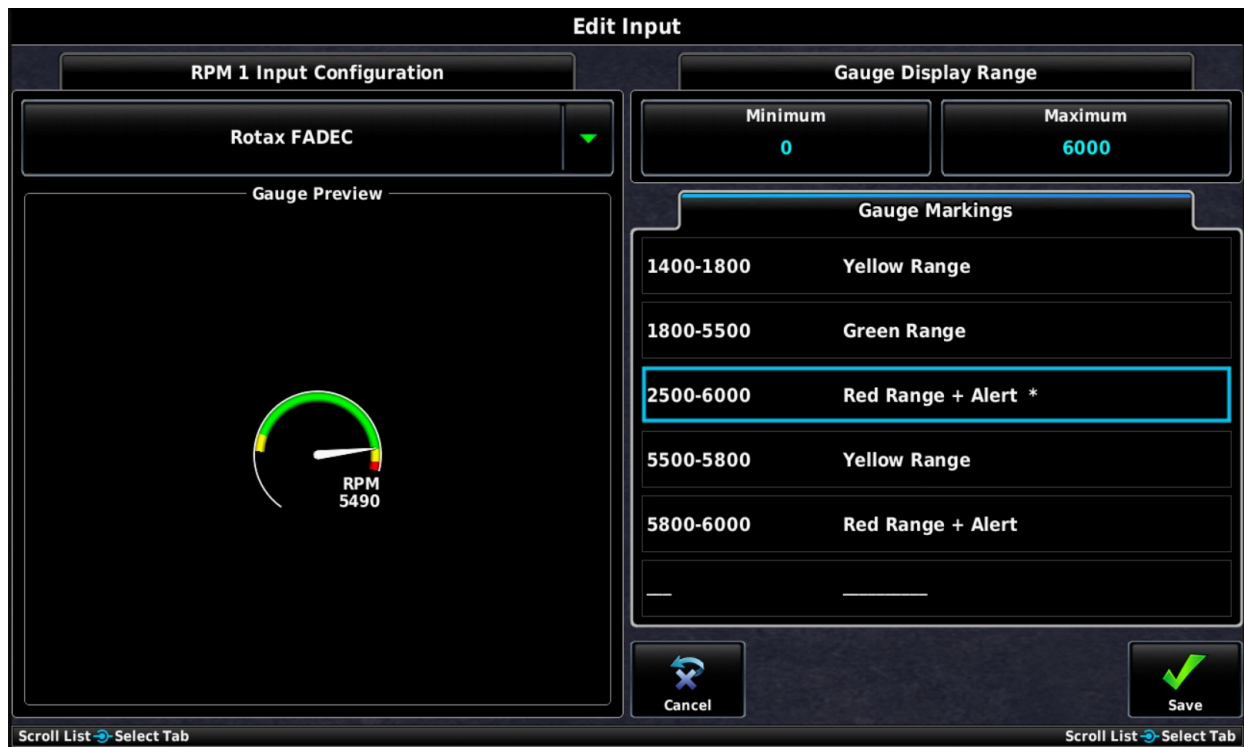 Edit Input
RPM 1 Input Configuration
Rotax FADEC
Gauge Preview
RPM
5490
Gauge Display Range
Minimum
0
Maximum
6000
Gauge Markings
1400-1800 Yellow Range
1800-5500 Green Range
2500-6000 Red Range + Alert *
5500-5800 Yellow Range
5800-6000 Red Range + Alert
___ __________
Cancel
Save
Scroll List Select Tab
Scroll List Select Tab